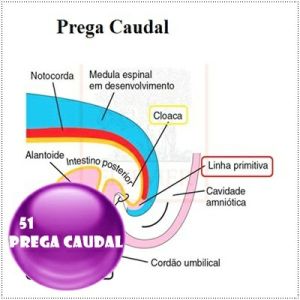 Prega Caudal
Notocorda
Medula espinal
em desenvolvimento
Cloaca
Alantoide
Intestino posterior
Linha primitiva
Cavidade
amniótica
51
PREGA CAUDAL
Cordão umbilical